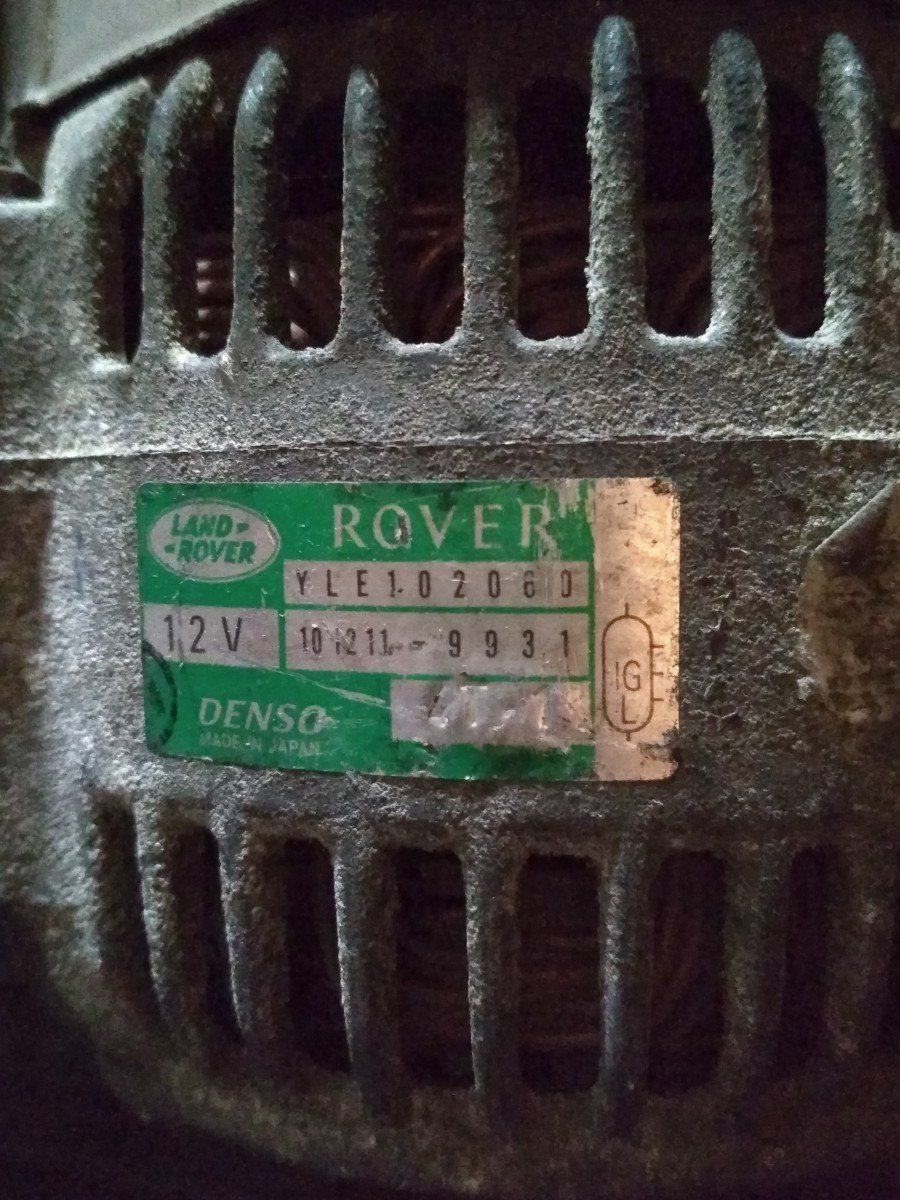 LAND-
-ROVER
ROVER
YLE102060
12V
101211--9931
DENSO
MADE IN JAPAN
IG
L